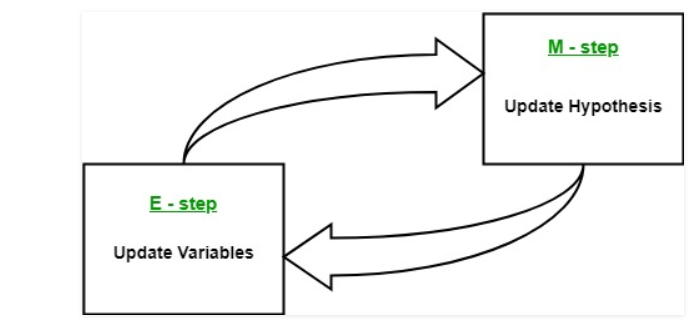 M - step
Update Hypothesis
E - step
Update Variables